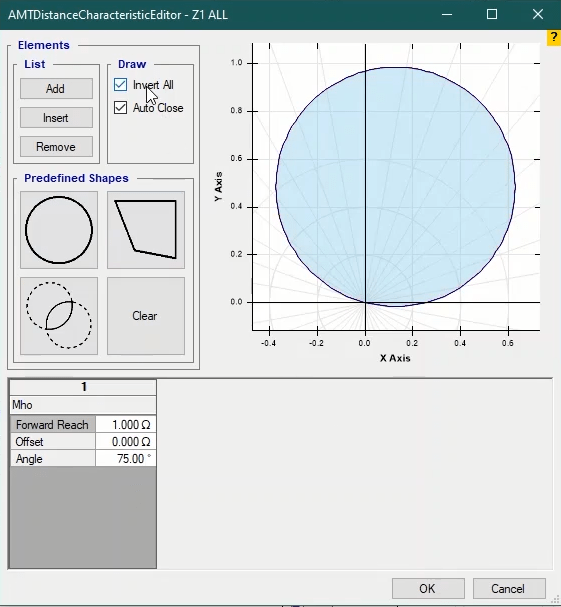 AMTDistanceCharacteristicEditor - Z1 ALL
?
Elements
List
Draw
Add
Insert
Remove
Invert All
Auto Close
Predefined Shapes
Clear
Y Axis
1.0
0.8
0.6
0.4
0.2
0.0
-0.4 -0.2 0.0 0.2 0.4 0.6
X Axis
1
Mho
Forward Reach 1.000 Ω
Offset 0.000 Ω
Angle 75.00 °
OK
Cancel